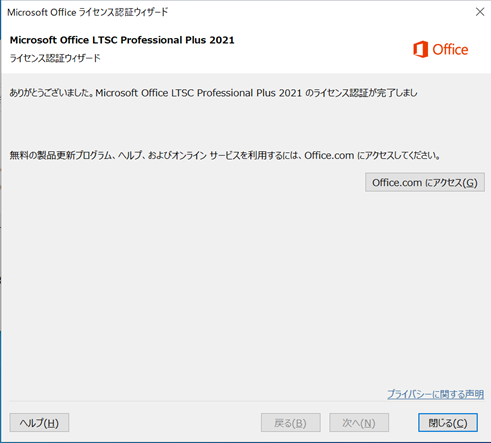 Microsoft Office ライセンス認証ウィザード
Microsoft Office LTSC Professional Plus 2021
ライセンス認証ウィザード
Office
ありがとうございました。Microsoft Office LTSC Professional Plus 2021 のライセンス認証が完了しまし
無料の製品更新プログラム、ヘルプ、およびオンライン サービスを利用するには、Office.com にアクセスしてください。
Office.com にアクセス(G)
プライバシーに関する声明
ヘルプ(H) 戻る(B) 次へ(N) 閉じる(C)